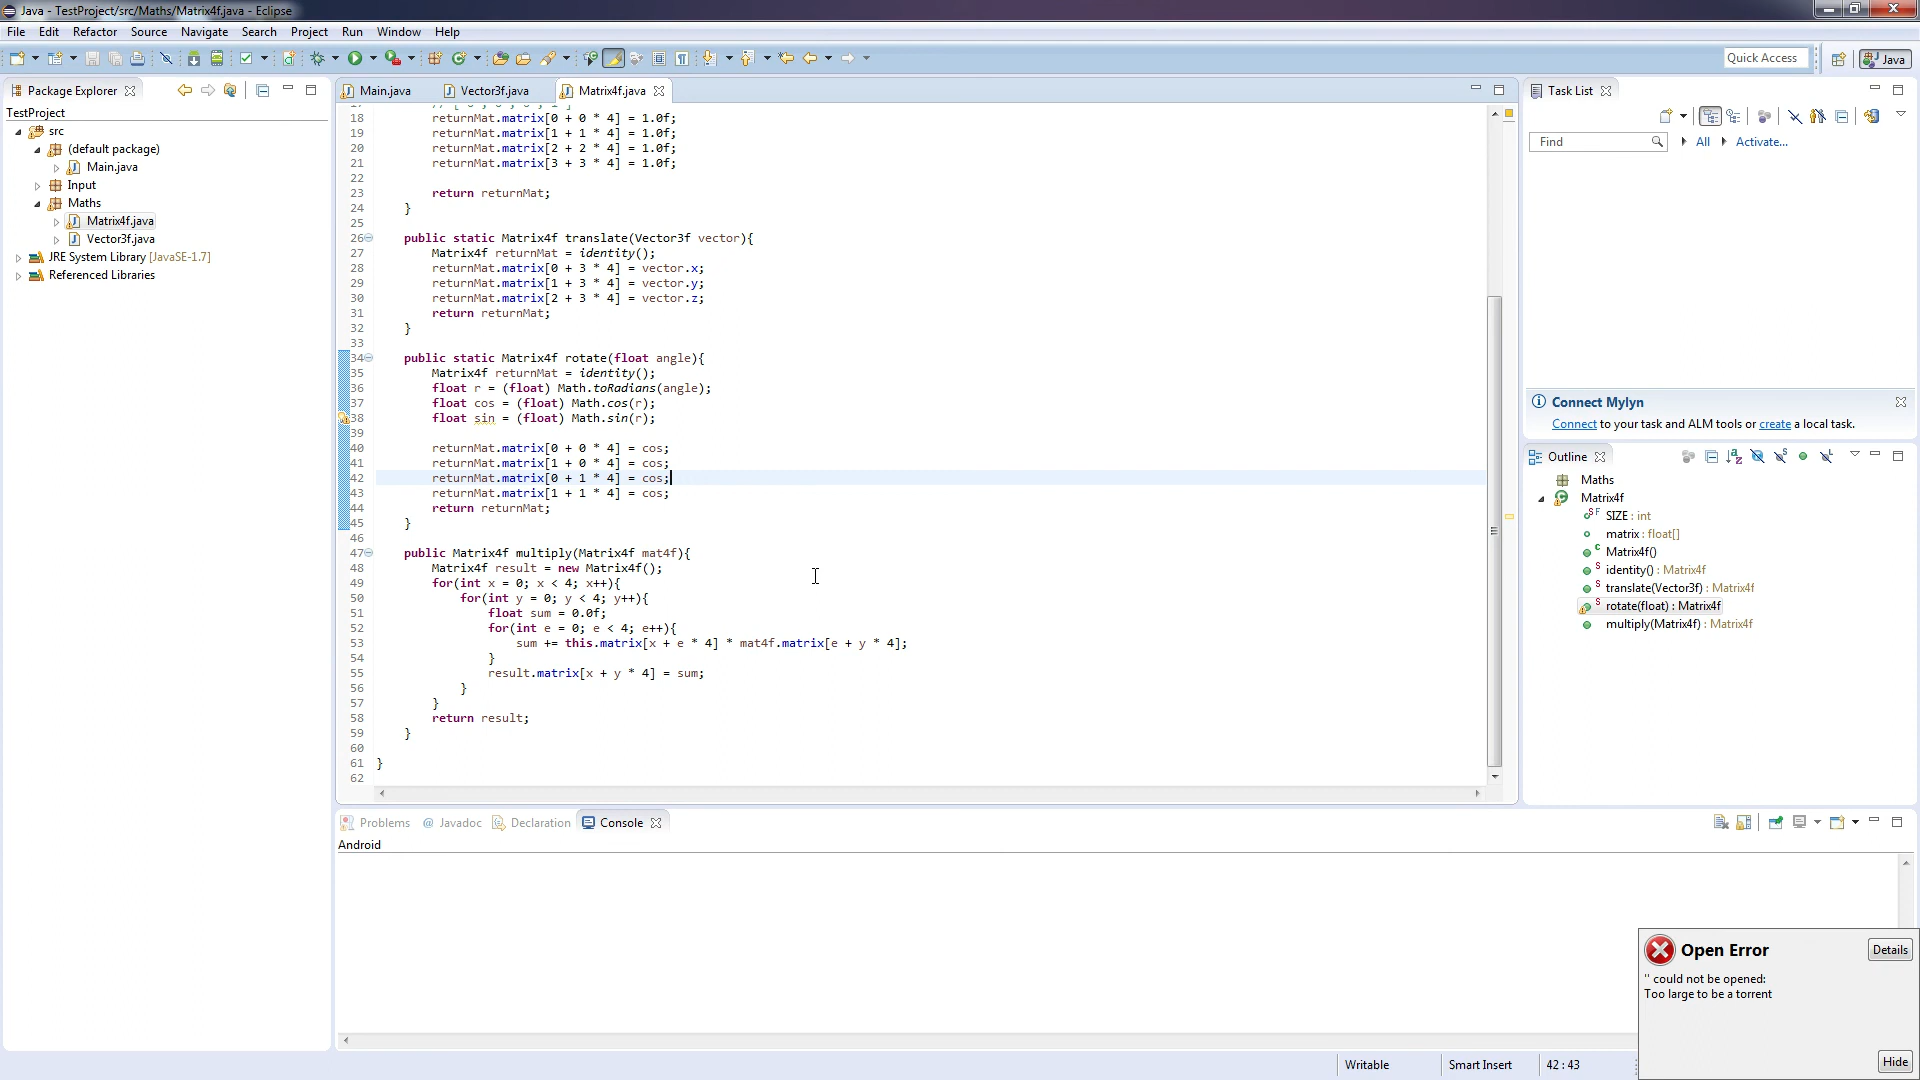 Java - TestProject/src/Maths/Matrix4f.java - Eclipse
File Edit Refactor Source Navigate Search Project Run Window Help
Quick Access
Java
Package Explorer
TestProject
src
(default package)
Main.java
Input
Maths
Matrix4f.java
Vector3f.java
JRE System Library [JavaSE-1.7]
Referenced Libraries
Main.java Vector3f.java Matrix4f.java
18 returnMat.matrix[0 + 0 * 4] = 1.0f;
19 returnMat.matrix[1 + 1 * 4] = 1.0f;
20 returnMat.matrix[2 + 2 * 4] = 1.0f;
21 returnMat.matrix[3 + 3 * 4] = 1.0f;
22
23 return returnMat;
24 }
25
26 public static Matrix4f translate(Vector3f vector){
27 Matrix4f returnMat = identity();
28 returnMat.matrix[0 + 3 * 4] = vector.x;
29 returnMat.matrix[1 + 3 * 4] = vector.y;
30 returnMat.matrix[2 + 3 * 4] = vector.z;
31 return returnMat;
32 }
33
34 public static Matrix4f rotate(float angle){
35 Matrix4f returnMat = identity();
36 float r = (float) Math.toRadians(angle);
37 float cos = (float) Math.cos(r);
38 float sin = (float) Math.sin(r);
39
40 returnMat.matrix[0 + 0 * 4] = cos;
41 returnMat.matrix[1 + 0 * 4] = cos;
42 returnMat.matrix[0 + 1 * 4] = cos;
43 returnMat.matrix[1 + 1 * 4] = cos;
44 return returnMat;
45 }
46
47 public Matrix4f multiply(Matrix4f mat4f){
48 Matrix4f result = new Matrix4f();
49 for(int x = 0; x < 4; x++){
50 for(int y = 0; y < 4; y++){
51 float sum = 0.0f;
52 for(int e = 0; e < 4; e++){
53 sum += this.matrix[x + e * 4] * mat4f.matrix[e + y * 4];
54 }
55 result.matrix[x + y * 4] = sum;
56 }
57 }
58 return result;
59 }
60
61 }
62
Task List
Find
All
Activate...
Connect Mylyn
Connect to your task and ALM tools or create a local task.
Outline
Maths
Matrix4f
SIZE : int
matrix : float[]
Matrix4f()
identity() : Matrix4f
translate(Vector3f) : Matrix4f
rotate(float) : Matrix4f
multiply(Matrix4f) : Matrix4f
Problems @ Javadoc Declaration Console
Android
Open Error
Details
'' could not be opened:
Too large to be a torrent
Hide
Writable Smart Insert 42 : 43